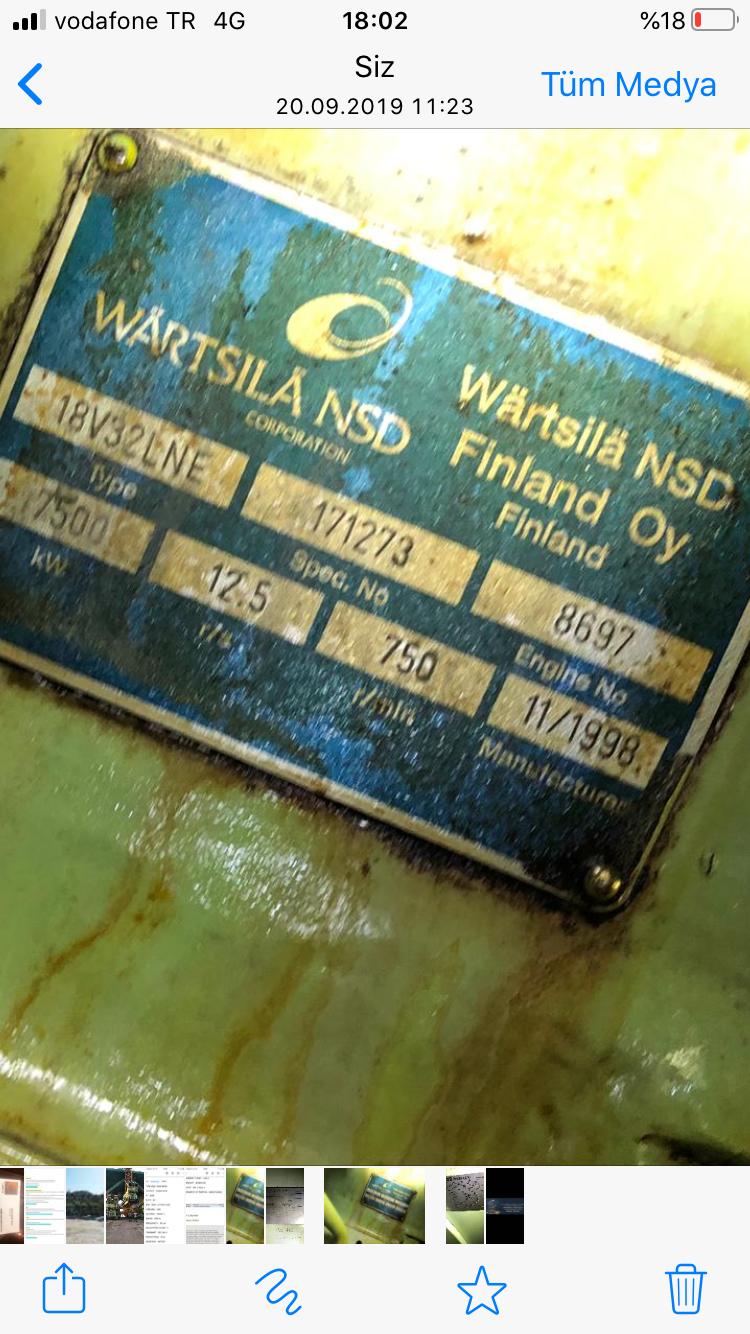 vodafone TR 4G 18:02 %18
Siz
20.09.2019 11:23
Tüm Medya
WÄRTSILÄ NSD
CORPORATION
Wärtsilä NSD
Finland Oy
Finland
18V32LNE
Type
171273
Spec. No
8697
Engine No
7500
kW
12.5
r/s
750
r/min
11/1998
Manufactured